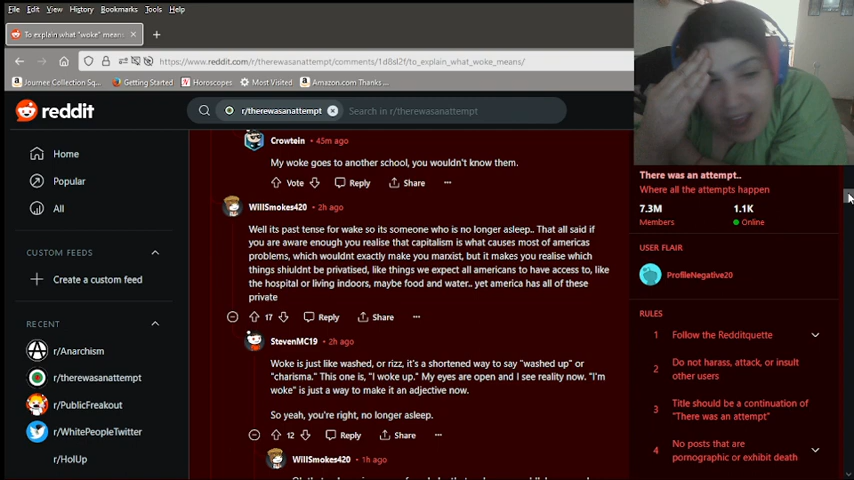 File Edit View History Bookmarks Tools Help
To explain what "woke" means
https://www.reddit.com/r/therewasanattempt/comments/1d8sl2f/to_explain_what_woke_means/
Journee Collection Sq... Getting Started Horoscopes Most Visited Amazon.com Thanks ...
reddit r/therewasanattempt Search in r/therewasanattempt
Home
Popular
All
CUSTOM FEEDS
Create a custom feed
RECENT
r/Anarchism
r/therewasanattempt
r/PublicFreakout
r/WhitePeopleTwitter
r/HolUp
Crowtein • 45m ago
My woke goes to another school, you wouldn't know them.
Vote Reply Share ...
WillSmokes420 • 2h ago
Well its past tense for wake so its someone who is no longer asleep.. That all said if
you are aware enough you realise that capitalism is what causes most of americas
problems, which wouldnt exactly make you marxist, but it makes you realise which
things shiuldnt be privatised, like things we expect all americans to have access to, like
the hospital or living indoors, maybe food and water.. yet america has all of these
private
17 Reply Share ...
StevenMC19 • 2h ago
Woke is just like washed, or rizz, it's a shortened way to say "washed up" or
"charisma." This one is, "I woke up." My eyes are open and I see reality now. "I'm
woke" is just a way to make it an adjective now.
So yeah, you're right, no longer asleep.
12 Reply Share ...
WillSmokes420 • 1h ago
There was an attempt..
Where all the attempts happen
7.3M 1.1K
Members Online
USER FLAIR
ProfileNegative20
RULES
1 Follow the Redditquette
2 Do not harass, attack, or insult
other users
3 Title should be a continuation of
"There was an attempt"
4 No posts that are
pornographic or exhibit death